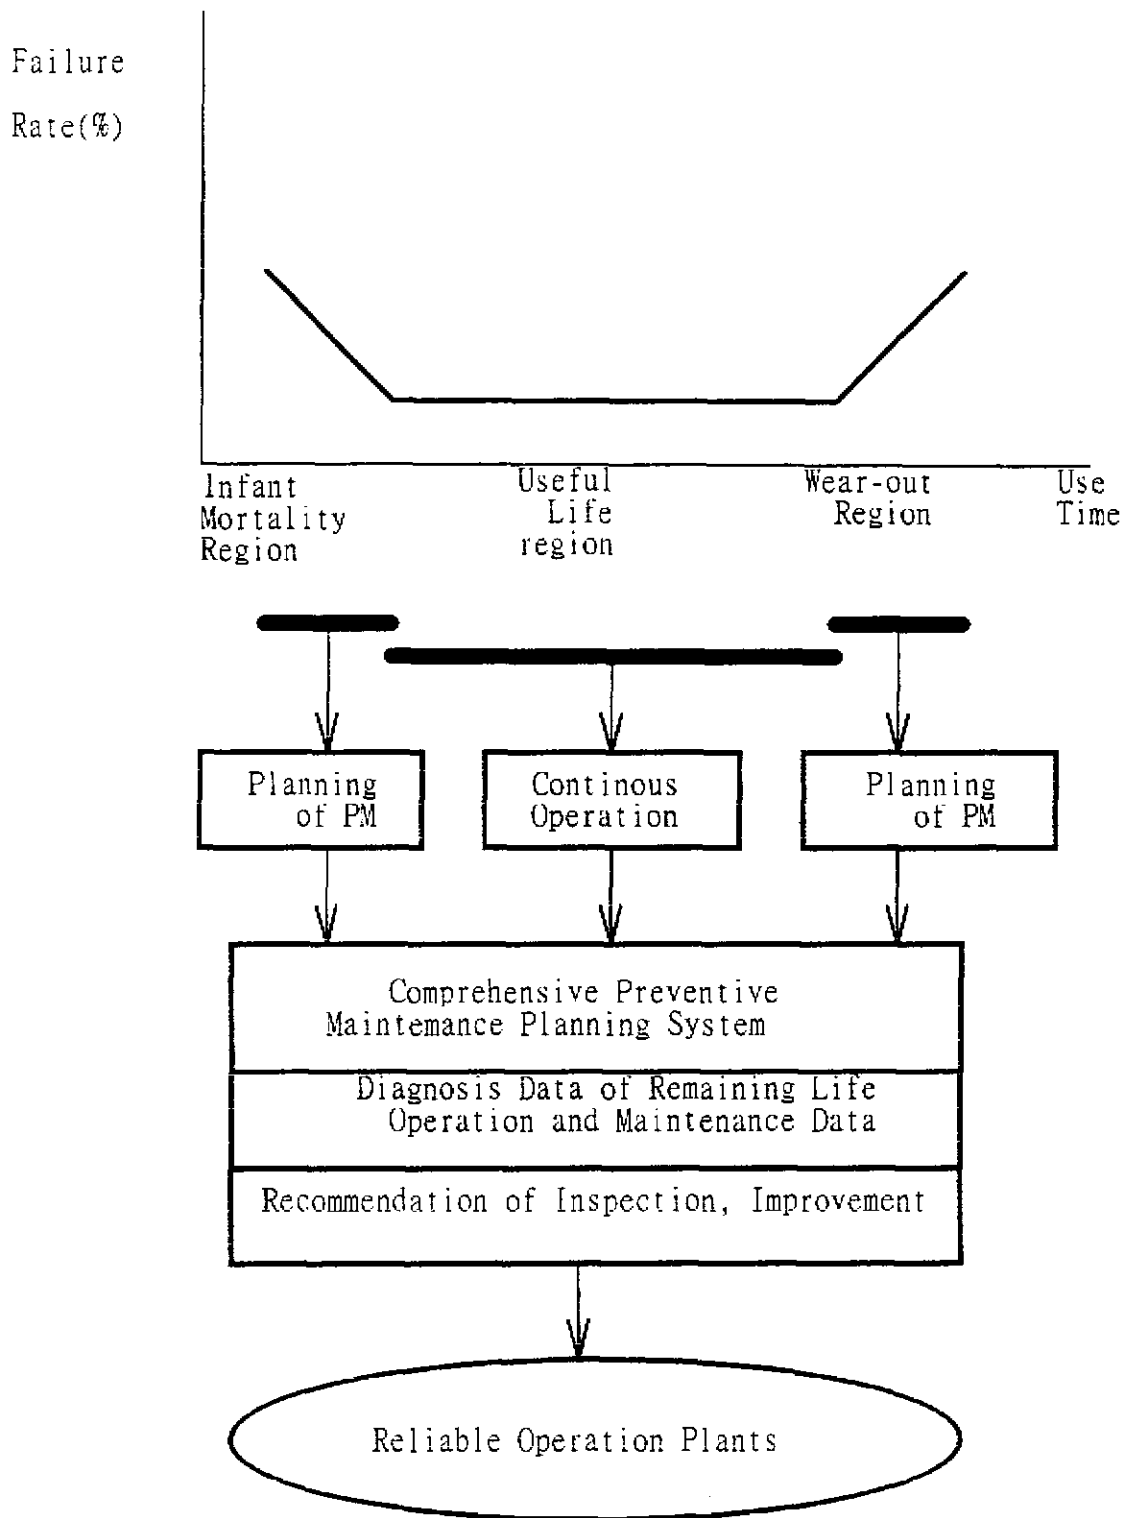 Failure
Rate(%)
Infant
Mortality
Region
Useful
Life
region
Wear-out
Region
Use
Time
Planning
of PM
Continous
Operation
Planning
of PM
Comprehensive Preventive
Maintemance Planning System
Diagnosis Data of Remaining Life
Operation and Maintenance Data
Recommendation of Inspection, Improvement
Reliable Operation Plants